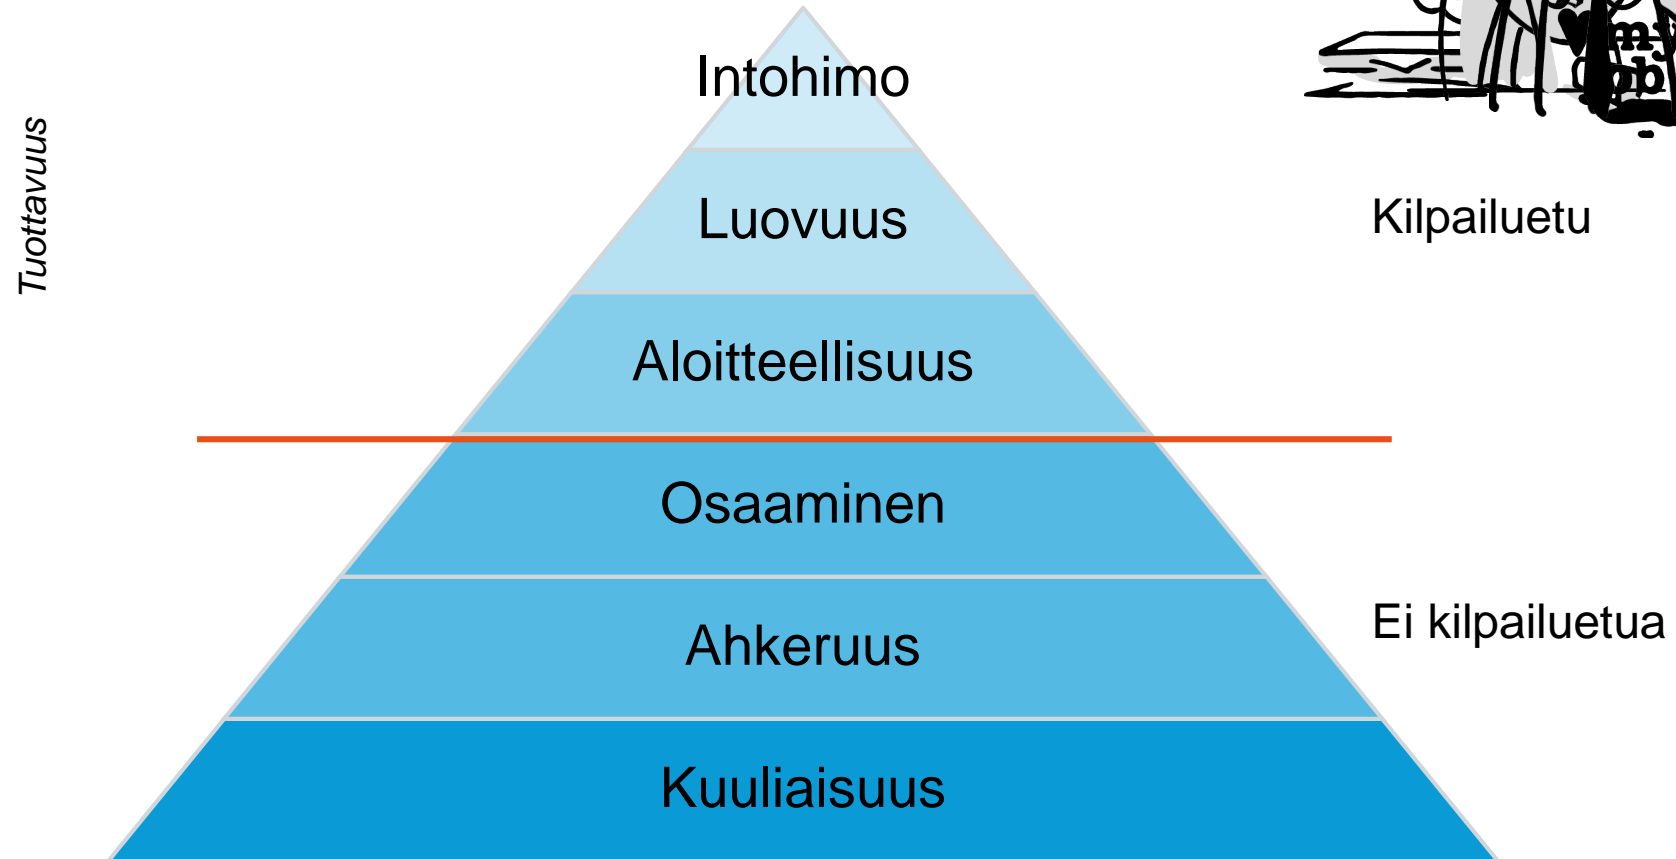 Tuottavuus
Intohimo
Luovuus
Kilpailuetu
Aloitteellisuus
Osaaminen
Ei kilpailuetua
Ahkeruus
Kuuliaisuus